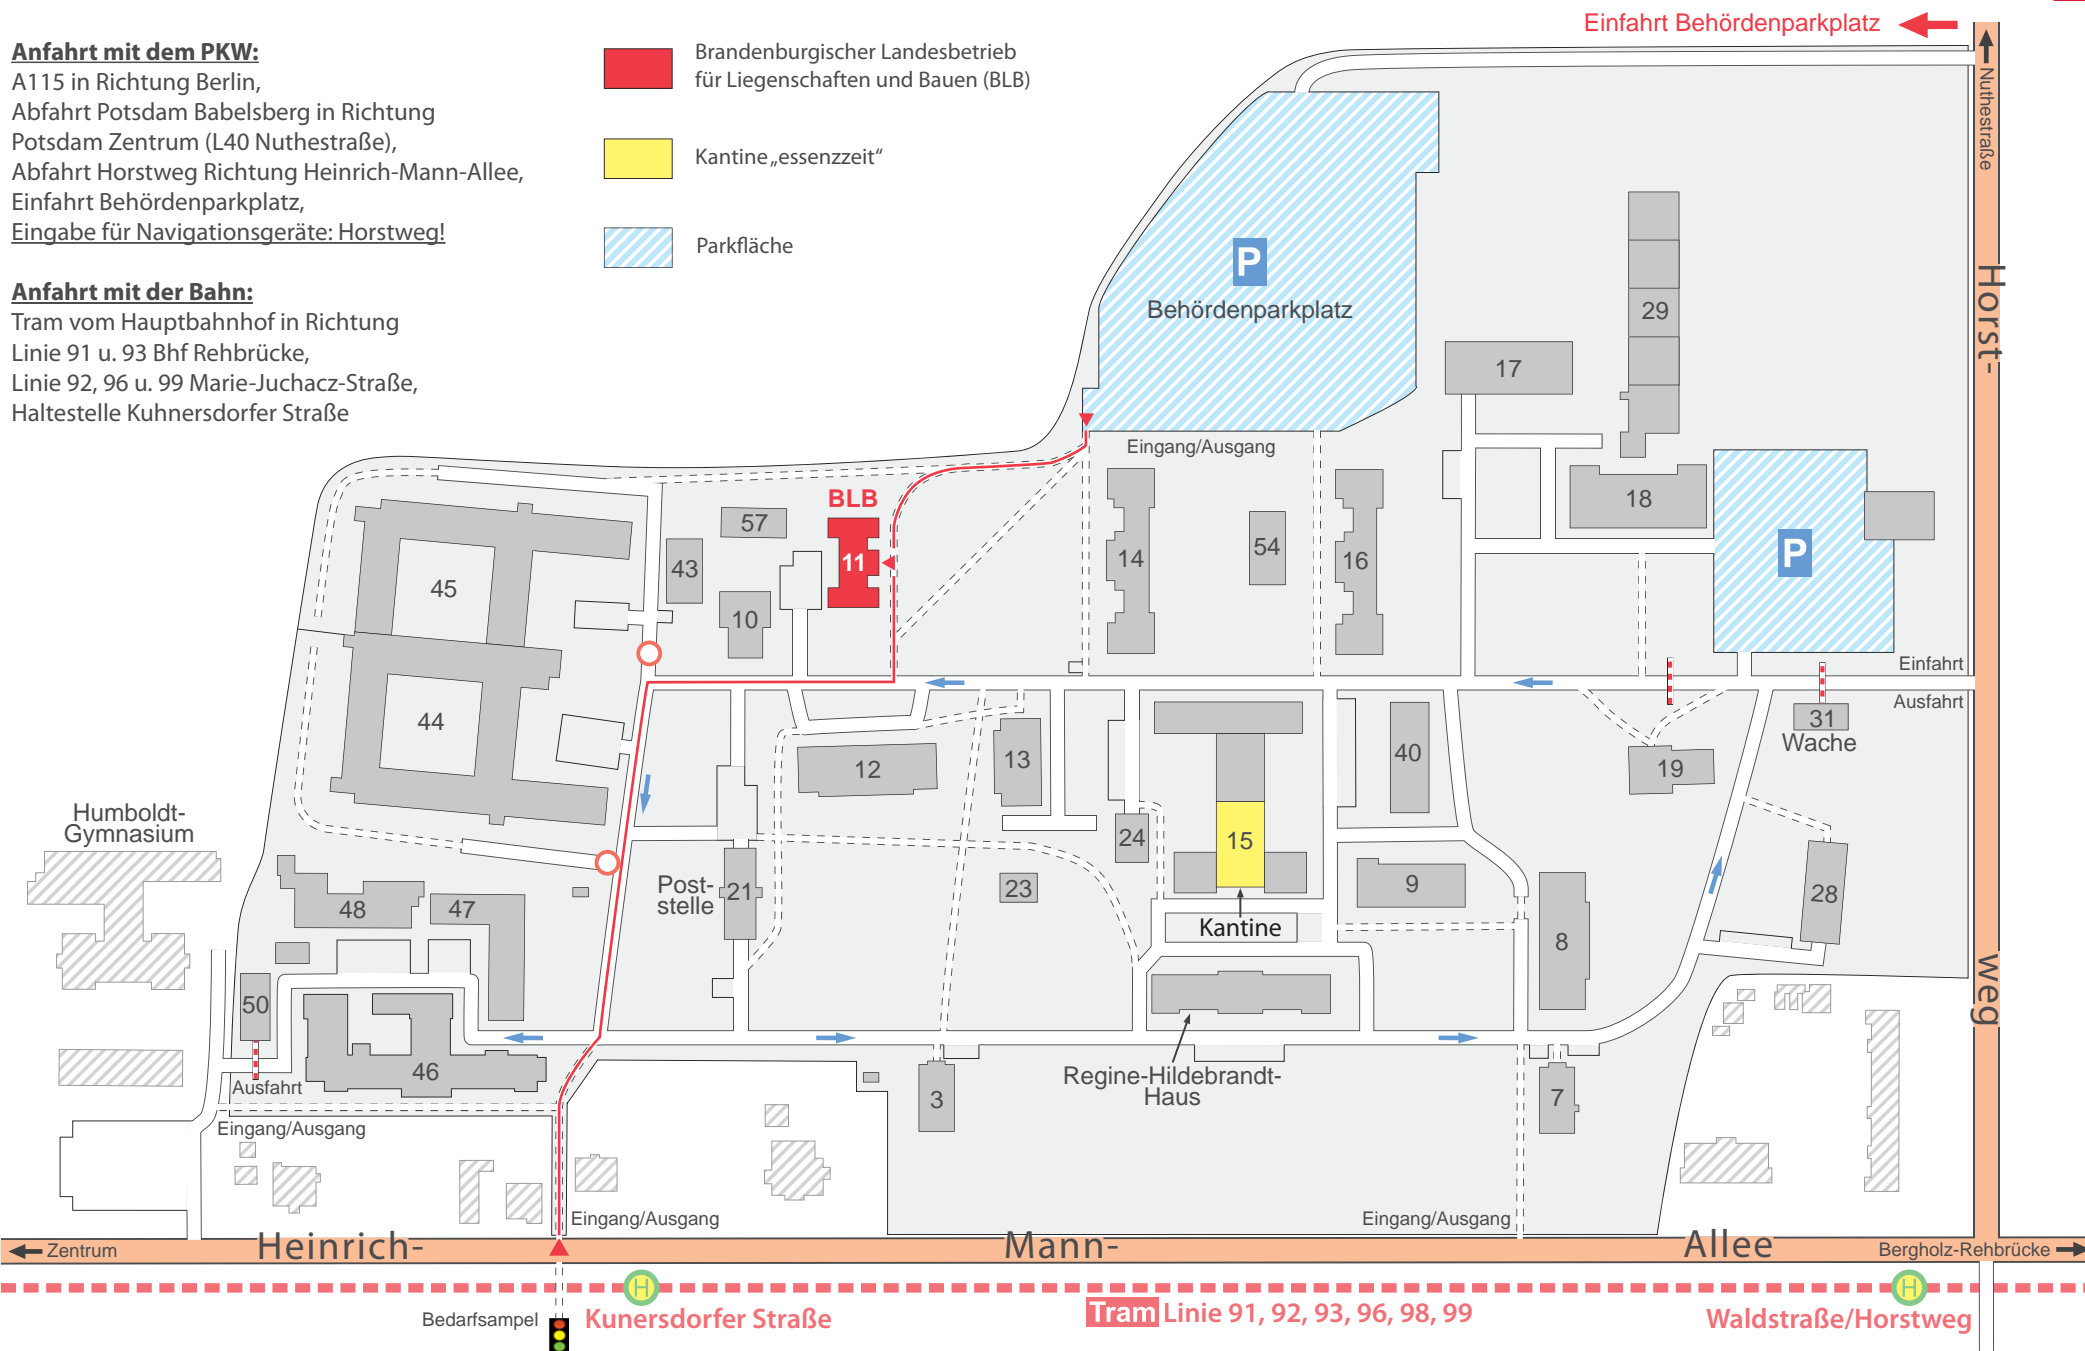 Einfahrt Behördenparkplatz
Anfahrt mit dem PKW:
A115 in Richtung Berlin,
Abfahrt Potsdam Babelsberg in Richtung
Potsdam Zentrum (L40 Nuthestraße),
Abfahrt Horstweg Richtung Heinrich-Mann-Allee,
Einfahrt Behördenparkplatz,
Eingabe für Navigationsgeräte: Horstweg!
Anfahrt mit der Bahn:
Tram vom Hauptbahnhof in Richtung
Linie 91 u. 93 Bhf Rehbrücke,
Linie 92, 96 u. 99 Marie-Juchacz-Straße,
Haltestelle Kuhnersdorfer Straße
Brandenburgischer Landesbetrieb
für Liegenschaften und Bauen (BLB)
Kantine „essenzzeit“
Parkfläche
Nuthestraße
Horst-
weg
P
Behördenparkplatz
Eingang/Ausgang
29
17
18
P
BLB
57
11
43
10
14
54
16
45
44
Einfahrt
Ausfahrt
31
Wache
12
13
40
19
24
15
Kantine
9
28
Humboldt-
Gymnasium
48
47
Post-
stelle
21
23
8
50
46
Ausfahrt
Eingang/Ausgang
Regine-Hildebrandt-
Haus
3
7
Eingang/Ausgang
Eingang/Ausgang
Zentrum
Heinrich-
Mann-
Allee
Bergholz-Rehbrücke
H
H
Bedarfsampel
Kunersdorfer Straße
Tram Linie 91, 92, 93, 96, 98, 99
Waldstraße/Horstweg